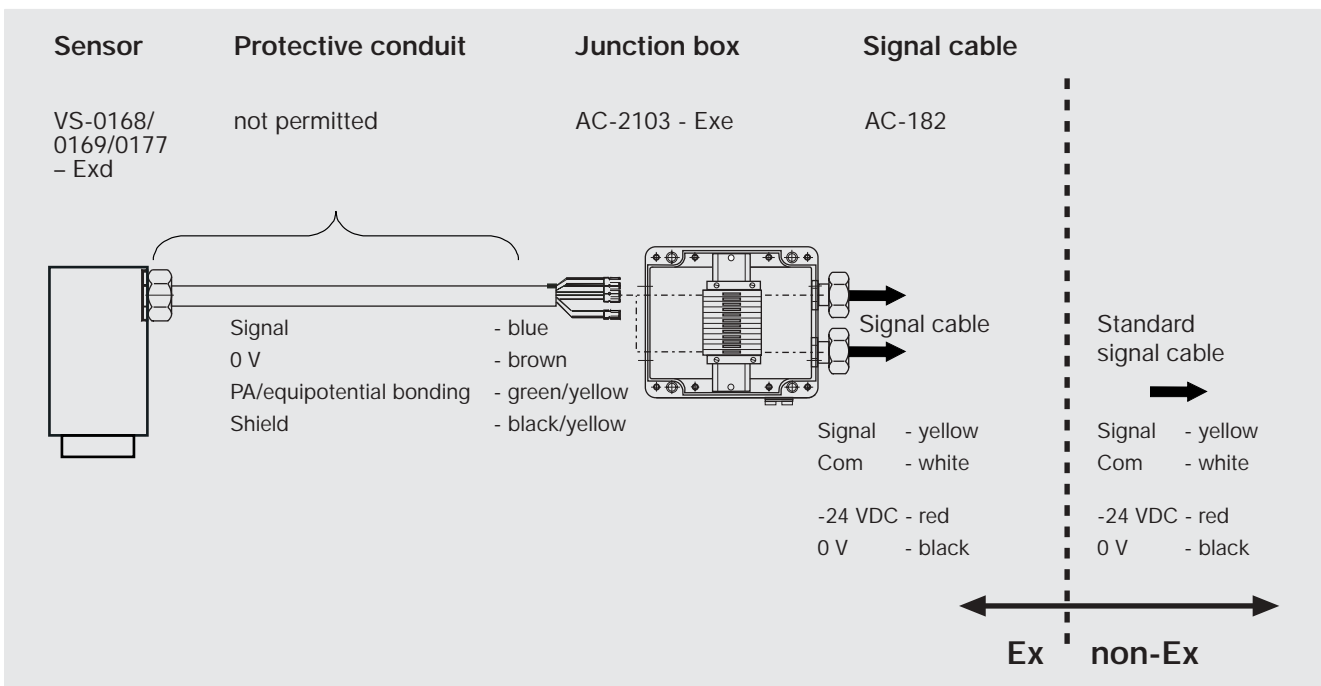 Sensor Protective conduit Junction box Signal cable
VS-0168/ not permitted AC-2103 - Exe AC-182
0169/0177
– Exd
Signal - blue
0 V - brown
PA/equipotential bonding - green/yellow
Shield - black/yellow
Signal cable
Signal - yellow
Com - white
-24 VDC - red
0 V - black
Standard
signal cable
Signal - yellow
Com - white
-24 VDC - red
0 V - black
Ex non-Ex